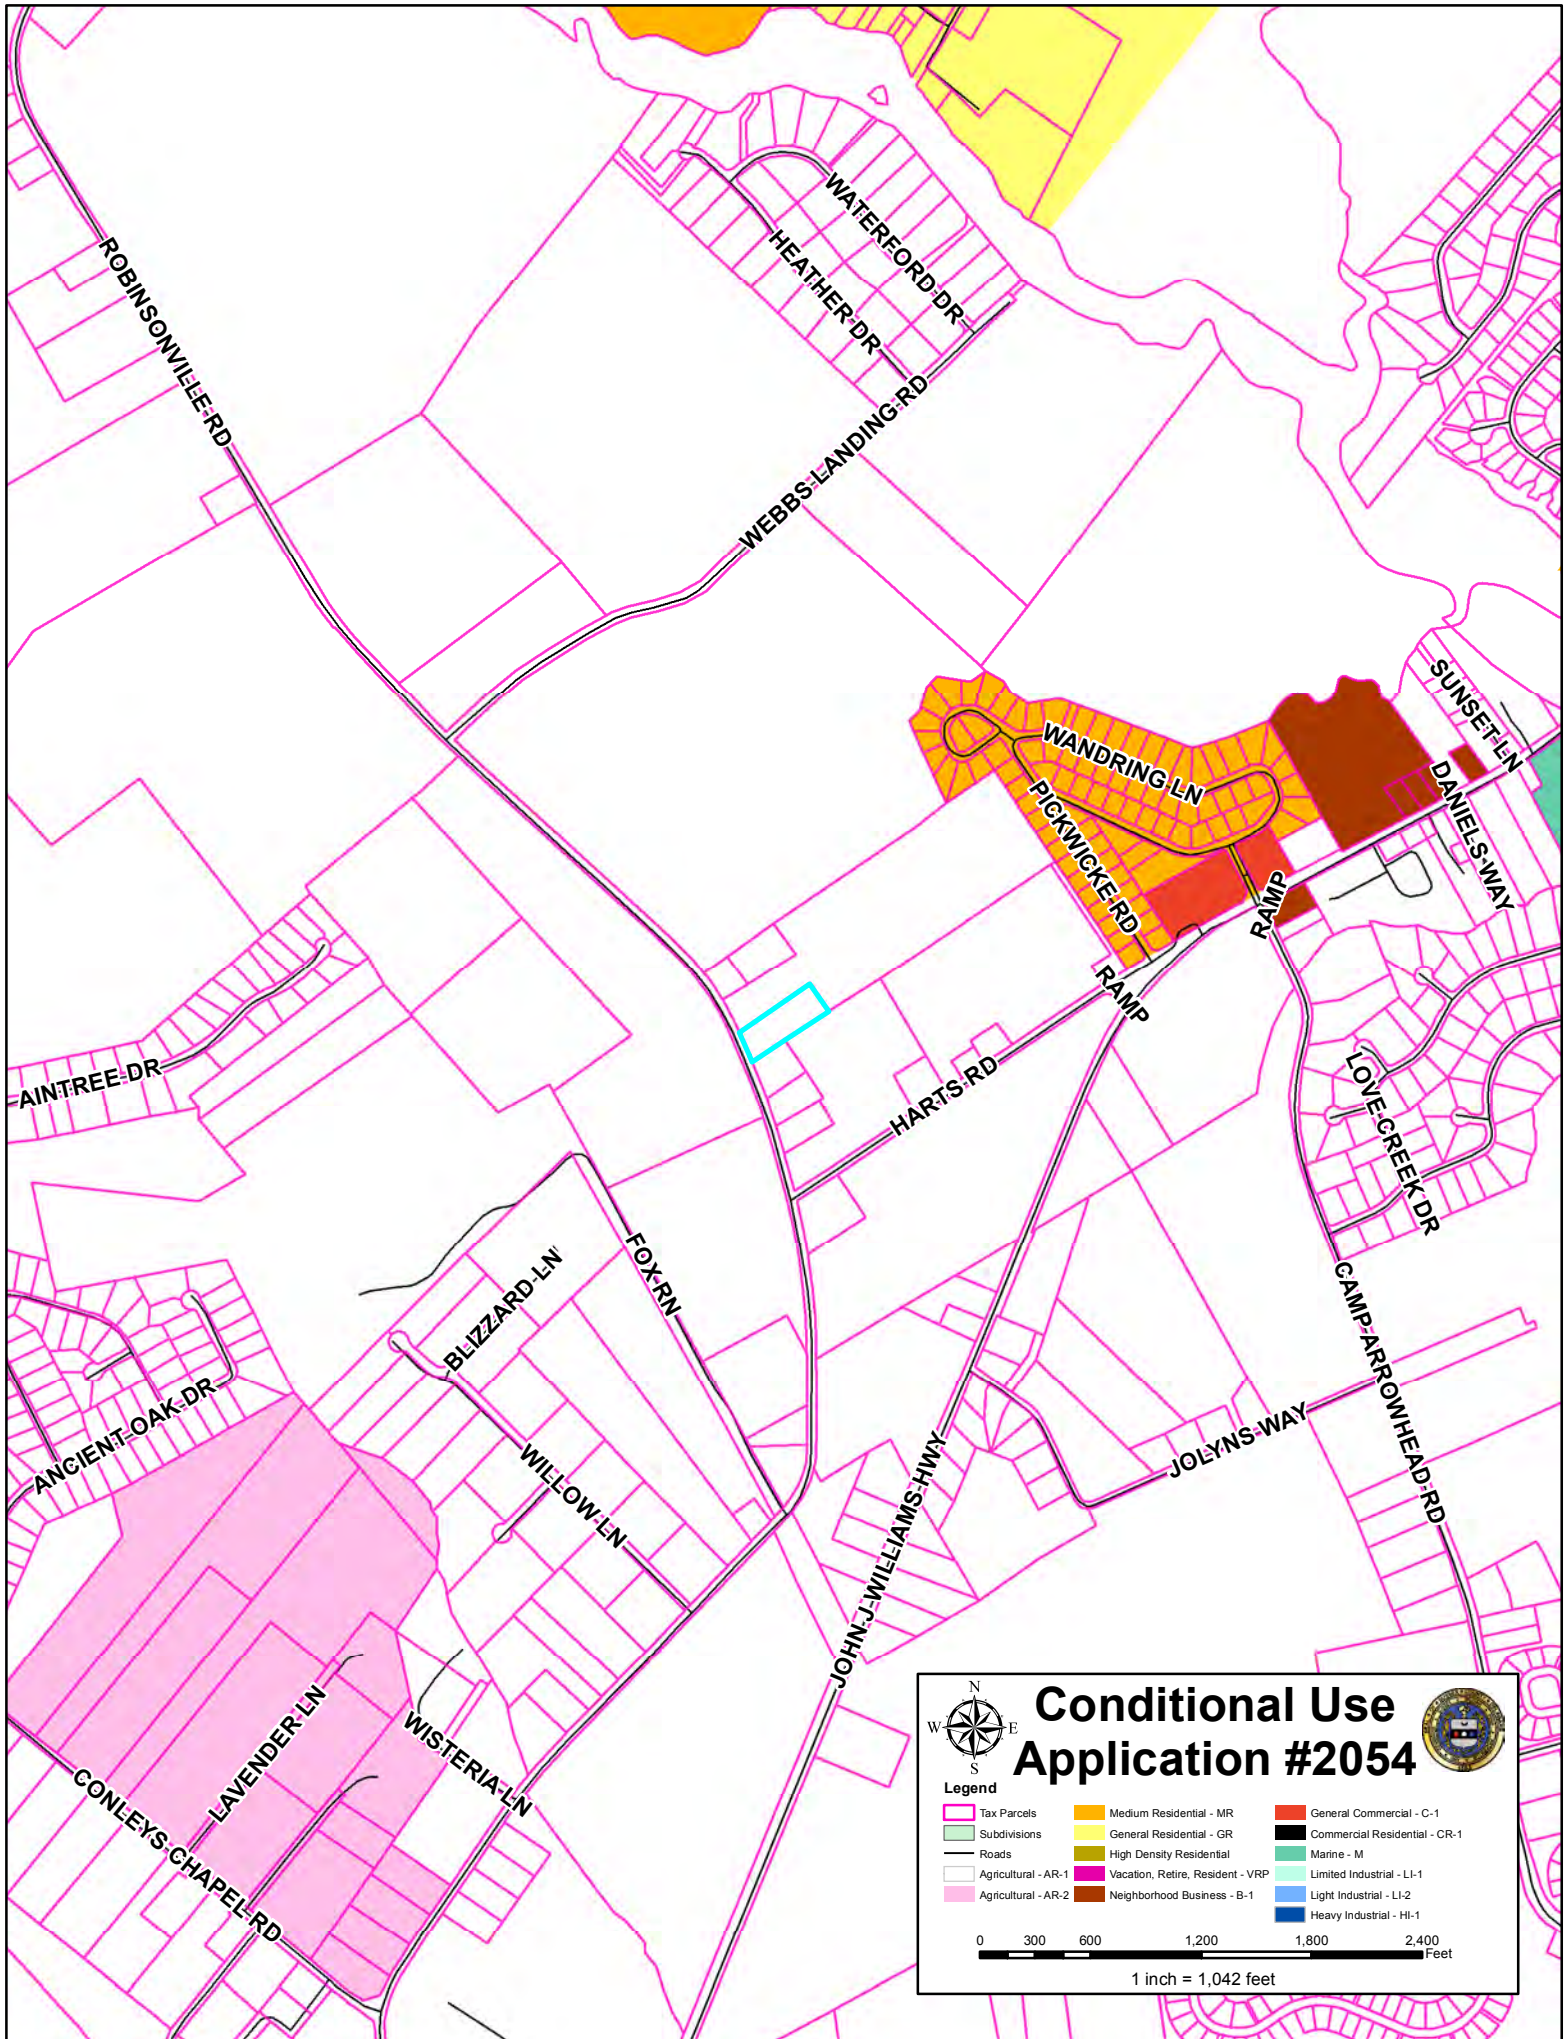 WATERFORD DR
HEATHER DR
ROBINSONVILLE RD
WEBBS LANDING RD
SUNSET LN
WANDRING LN
DANIELS WAY
PICKWICKE RD
RAMP
RAMP
AINTREE DR
HARTS RD
LOVE CREEK DR
FOX RN
BLIZZARD LN
CAMP ARROWHEAD RD
ANCIENT OAK DR
JOLYNS WAY
WILLOW LN
JOHN J WILLIAMS HWY
LAVENDER LN
WISTERIA LN
CONLEYS CHAPEL RD
N
W E
S
Conditional Use
Application #2054
Legend
Tax Parcels
Subdivisions
Roads
Agricultural - AR-1
Agricultural - AR-2
Medium Residential - MR
General Residential - GR
High Density Residential
Vacation, Retire, Resident - VRP
Neighborhood Business - B-1
General Commercial - C-1
Commercial Residential - CR-1
Marine - M
Limited Industrial - LI-1
Light Industrial - LI-2
Heavy Industrial - HI-1
0 300 600 1,200 1,800 2,400
Feet
1 inch = 1,042 feet